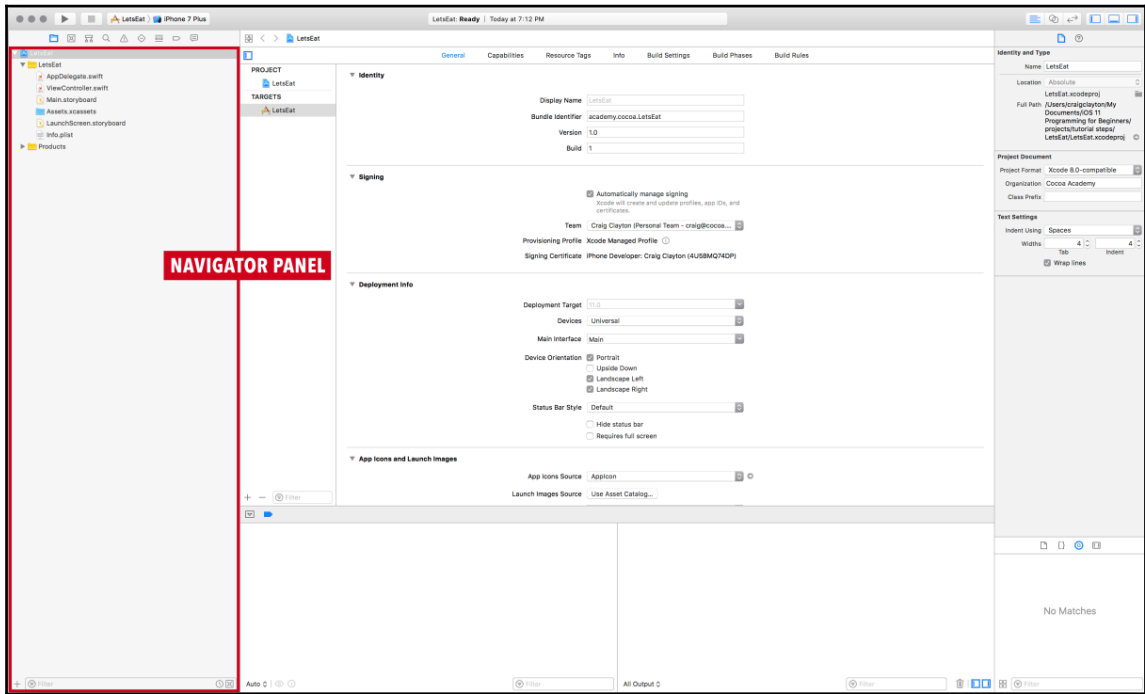 LetsEat
iPhone 7 Plus
LetsEat: Ready | Today at 7:12 PM
LetsEat
LetsEat
LetsEat
AppDelegate.swift
ViewController.swift
Main.storyboard
Assets.xcassets
LaunchScreen.storyboard
Info.plist
Products
NAVIGATOR PANEL
Filter
PROJECT
LetsEat
TARGETS
LetsEat
Filter
General Capabilities Resource Tags Info Build Settings Build Phases Build Rules
Identity
Display Name LetsEat
Bundle Identifier academy.cocoa.LetsEat
Version 1.0
Build 1
Signing
Automatically manage signing
Xcode will create and update profiles, app IDs, and
certificates.
Team Craig Clayton (Personal Team - craig@cocoa....
Provisioning Profile Xcode Managed Profile
Signing Certificate iPhone Developer: Craig Clayton (4USBMQ74DP)
Deployment Info
Deployment Target 11.0
Devices Universal
Main Interface Main
Device Orientation Portrait
Upside Down
Landscape Left
Landscape Right
Status Bar Style Default
Hide status bar
Requires full screen
App Icons and Launch Images
App Icons Source AppIcon
Launch Images Source Use Asset Catalog...
Auto
Filter
All Output
Filter
Identity and Type
Name LetsEat
Location Absolute
LetsEat.xcodeproj
Full Path /Users/craigclayton/My
Documents/iOS 11
Programming for Beginners/
projects/tutorial steps/
LetsEat/LetsEat.xcodeproj
Project Document
Project Format Xcode 8.0-compatible
Organization Cocoa Academy
Class Prefix
Text Settings
Indent Using Spaces
Widths 4 4
Tab Indent
Wrap lines
No Matches
Filter